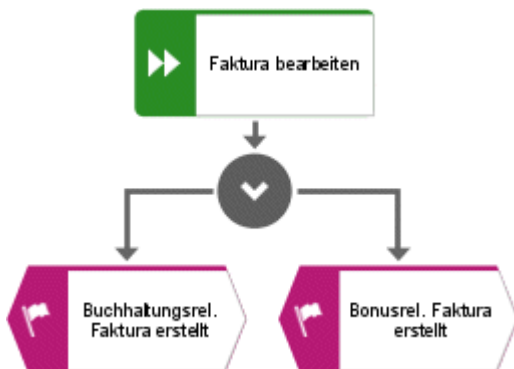 Faktura bearbeiten
Buchhaltungsrel.
Faktura erstellt
Bonusrel. Faktura
erstellt